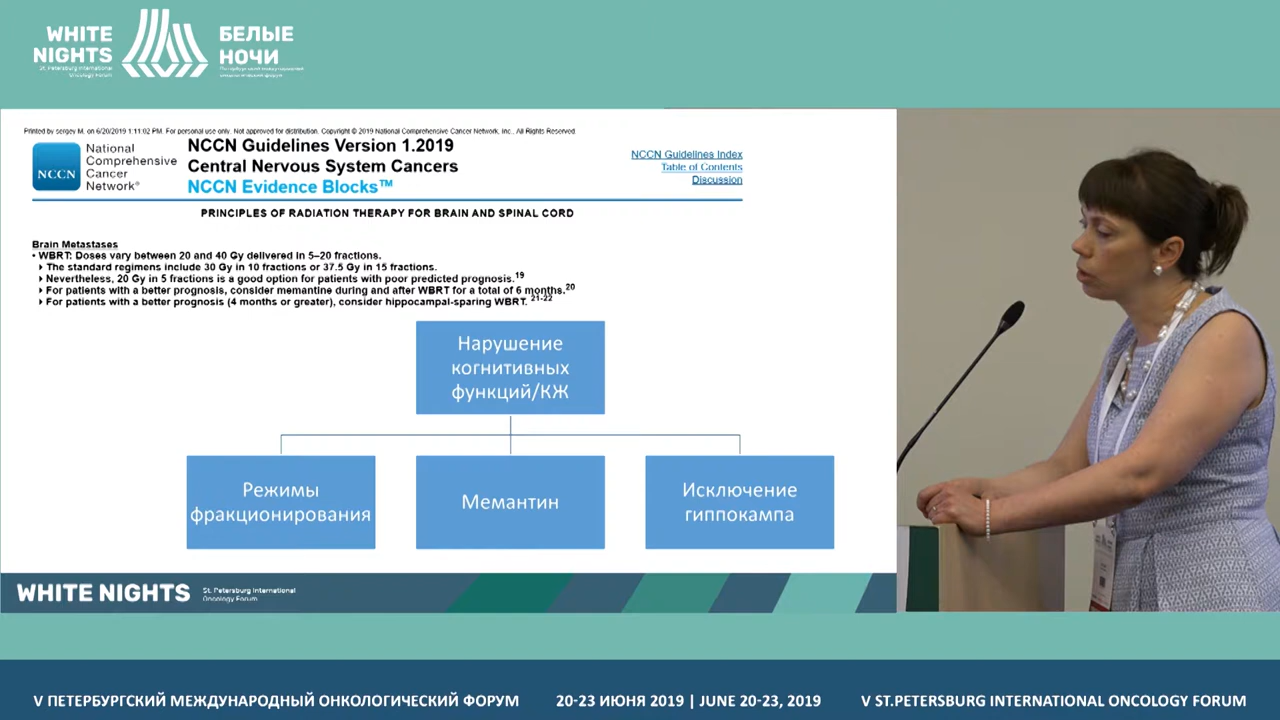 WHITE
NIGHTS
St. Petersburg International
Oncology Forum
БЕЛЫЕ
НОЧИ
Петербургский международный
онкологический форум
Printed by sergey M. on 6/20/2019 1:11:02 PM. For personal use only. Not approved for distribution. Copyright © 2019 National Comprehensive Cancer Network, Inc., All Rights Reserved.
NCCN
National
Comprehensive
Cancer
Network®
NCCN Guidelines Version 1.2019
Central Nervous System Cancers
NCCN Evidence Blocks™
NCCN Guidelines Index
Table of Contents
Discussion
PRINCIPLES OF RADIATION THERAPY FOR BRAIN AND SPINAL CORD
Brain Metastases
• WBRT: Doses vary between 20 and 40 Gy delivered in 5–20 fractions.
The standard regimens include 30 Gy in 10 fractions or 37.5 Gy in 15 fractions.
Nevertheless, 20 Gy in 5 fractions is a good option for patients with poor predicted prognosis.19
For patients with a better prognosis, consider memantine during and after WBRT for a total of 6 months.20
For patients with a better prognosis (4 months or greater), consider hippocampal-sparing WBRT. 21-22
Нарушение
когнитивных
функций/КЖ
Режимы
фракционирования
Мемантин
Исключение
гиппокампа
WHITE NIGHTS
St. Petersburg International
Oncology Forum
V ПЕТЕРБУРГСКИЙ МЕЖДУНАРОДНЫЙ ОНКОЛОГИЧЕСКИЙ ФОРУМ
20-23 ИЮНЯ 2019 | JUNE 20-23, 2019
V ST.PETERSBURG INTERNATIONAL ONCOLOGY FORUM